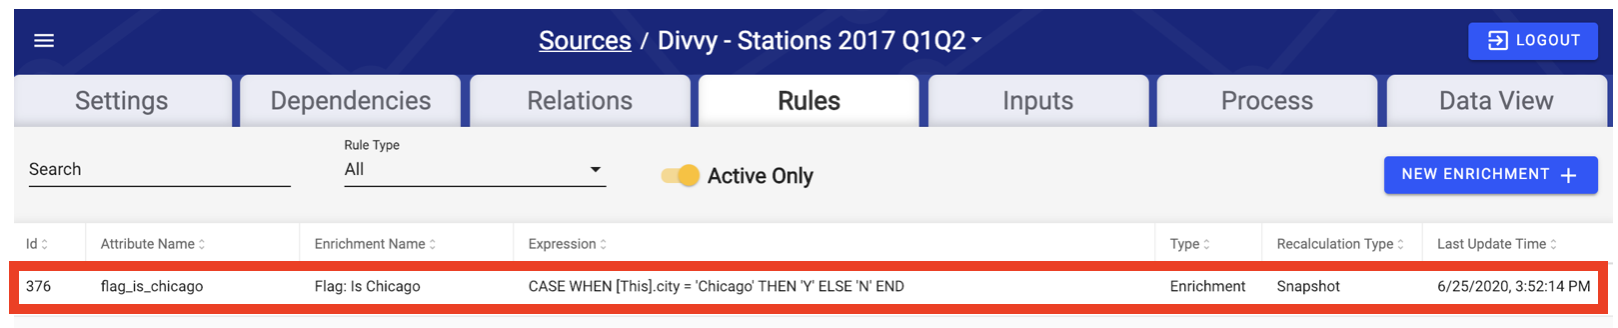 Sources / Divvy - Stations 2017 Q1Q2
LOGOUT
Settings Dependencies Relations Rules Inputs Process Data View
Rule Type
Search All Active Only NEW ENRICHMENT +
Id Attribute Name Enrichment Name Expression Type Recalculation Type Last Update Time
376 flag_is_chicago Flag: Is Chicago CASE WHEN [This].city = 'Chicago' THEN 'Y' ELSE 'N' END Enrichment Snapshot 6/25/2020, 3:52:14 PM